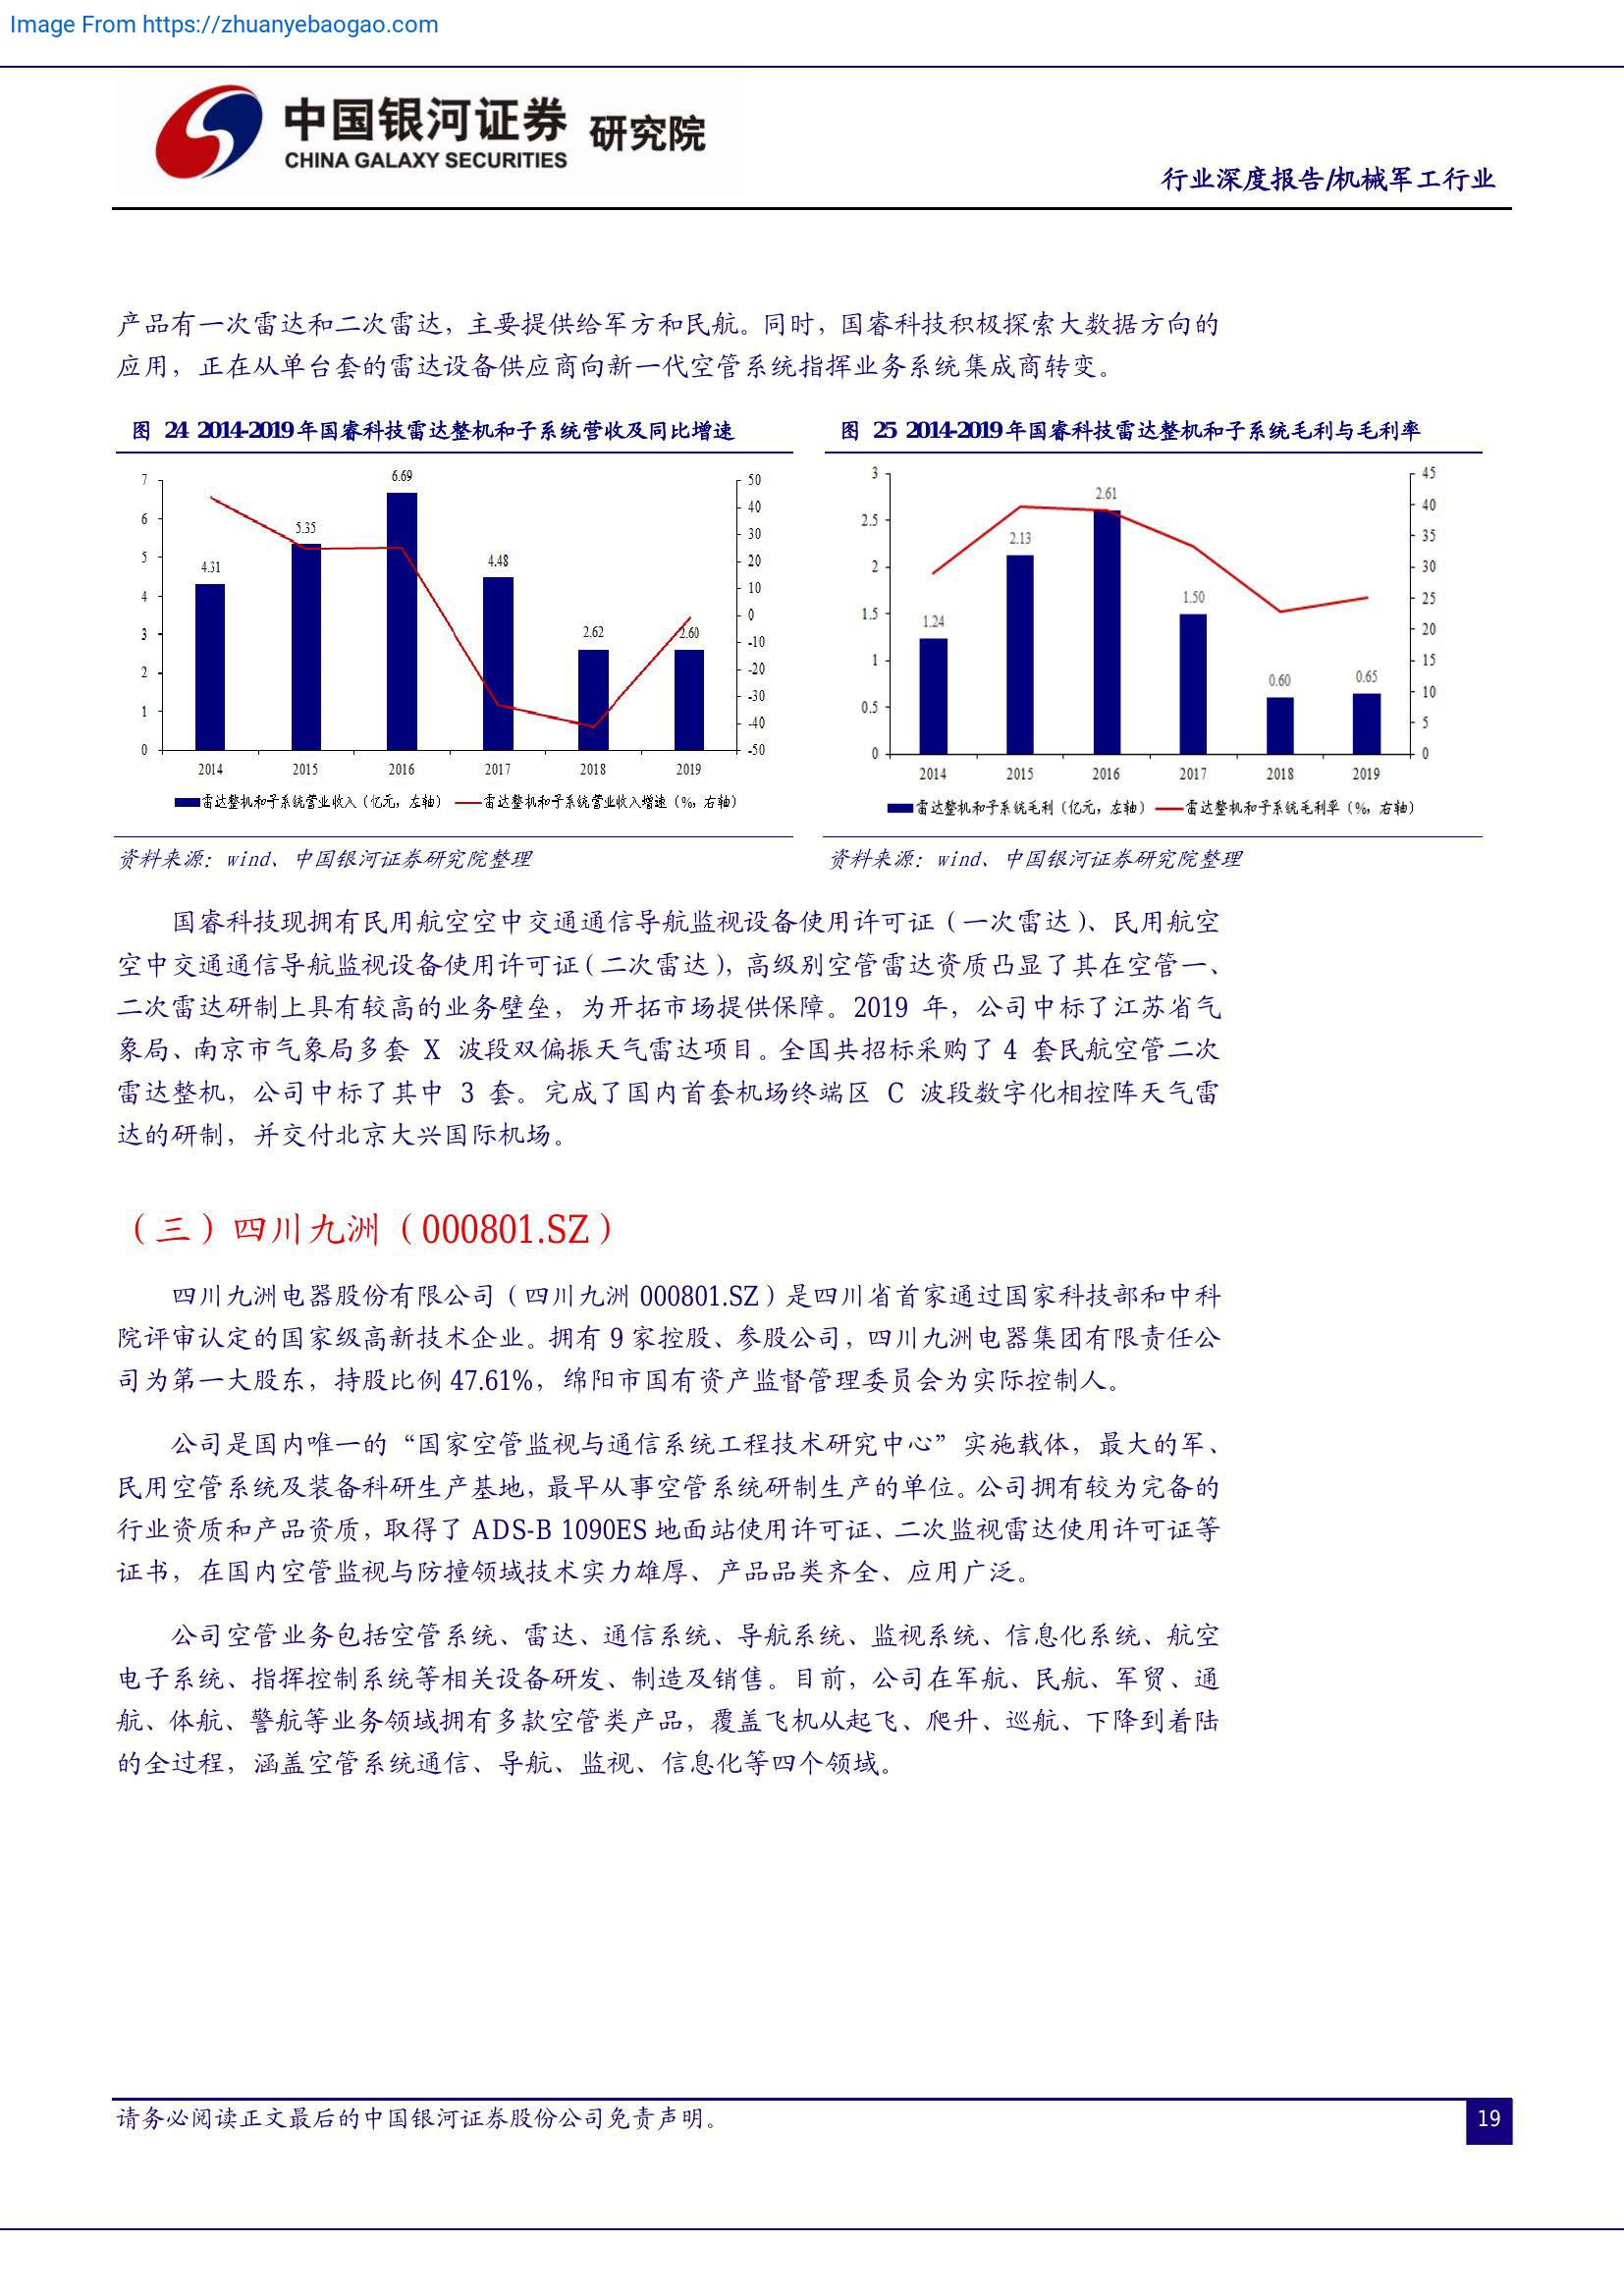 Image From https://zhuanyebaogao.com
中国银河证券 研究院
CHINA GALAXY SECURITIES
行业深度报告/机械军工行业
产品有一次雷达和二次雷达，主要提供给军方和民航。同时，国睿科技积极探索大数据方向的
应用，正在从单台套的雷达设备供应商向新一代空管系统指挥业务系统集成商转变。
图 24 2014-2019年国睿科技雷达整机和子系统营收及同比增速
7
6
5
4
3
2
1
0
4.31
5.35
6.69
4.48
2.62
2.60
50
40
30
20
10
0
-10
-20
-30
-40
-50
2014 2015 2016 2017 2018 2019
雷达整机和子系统营业收入（亿元，左轴） 雷达整机和子系统营业收入增速（%，右轴）
资料来源：wind、中国银河证券研究院整理
图 25 2014-2019年国睿科技雷达整机和子系统毛利与毛利率
3
2.5
2
1.5
1
0.5
0
1.24
2.13
2.61
1.50
0.60
0.65
45
40
35
30
25
20
15
10
5
0
2014 2015 2016 2017 2018 2019
雷达整机和子系统毛利（亿元，左轴） 雷达整机和子系统毛利率（%，右轴）
资料来源：wind、中国银河证券研究院整理
国睿科技现拥有民用航空空中交通通信导航监视设备使用许可证（一次雷达）、民用航空
空中交通通信导航监视设备使用许可证（二次雷达），高级别空管雷达资质凸显了其在空管一、
二次雷达研制上具有较高的业务壁垒，为开拓市场提供保障。2019 年，公司中标了江苏省气
象局、南京市气象局多套 X 波段双偏振天气雷达项目。全国共招标采购了 4 套民航空管二次
雷达整机，公司中标了其中 3 套。完成了国内首套机场终端区 C 波段数字化相控阵天气雷
达的研制，并交付北京大兴国际机场。
（三）四川九洲（000801.SZ）
四川九洲电器股份有限公司（四川九洲 000801.SZ）是四川省首家通过国家科技部和中科
院评审认定的国家级高新技术企业。拥有 9 家控股、参股公司，四川九洲电器集团有限责任公
司为第一大股东，持股比例 47.61%，绵阳市国有资产监督管理委员会为实际控制人。
公司是国内唯一的“国家空管监视与通信系统工程技术研究中心”实施载体，最大的军、
民用空管系统及装备科研生产基地，最早从事空管系统研制生产的单位。公司拥有较为完备的
行业资质和产品资质，取得了 ADS-B 1090ES 地面站使用许可证、二次监视雷达使用许可证等
证书，在国内空管监视与防撞领域技术实力雄厚、产品品类齐全、应用广泛。
公司空管业务包括空管系统、雷达、通信系统、导航系统、监视系统、信息化系统、航空
电子系统、指挥控制系统等相关设备研发、制造及销售。目前，公司在军航、民航、军贸、通
航、体航、警航等业务领域拥有多款空管类产品，覆盖飞机从起飞、爬升、巡航、下降到着陆
的全过程，涵盖空管系统通信、导航、监视、信息化等四个领域。
请务必阅读正文最后的中国银河证券股份公司免责声明。
19